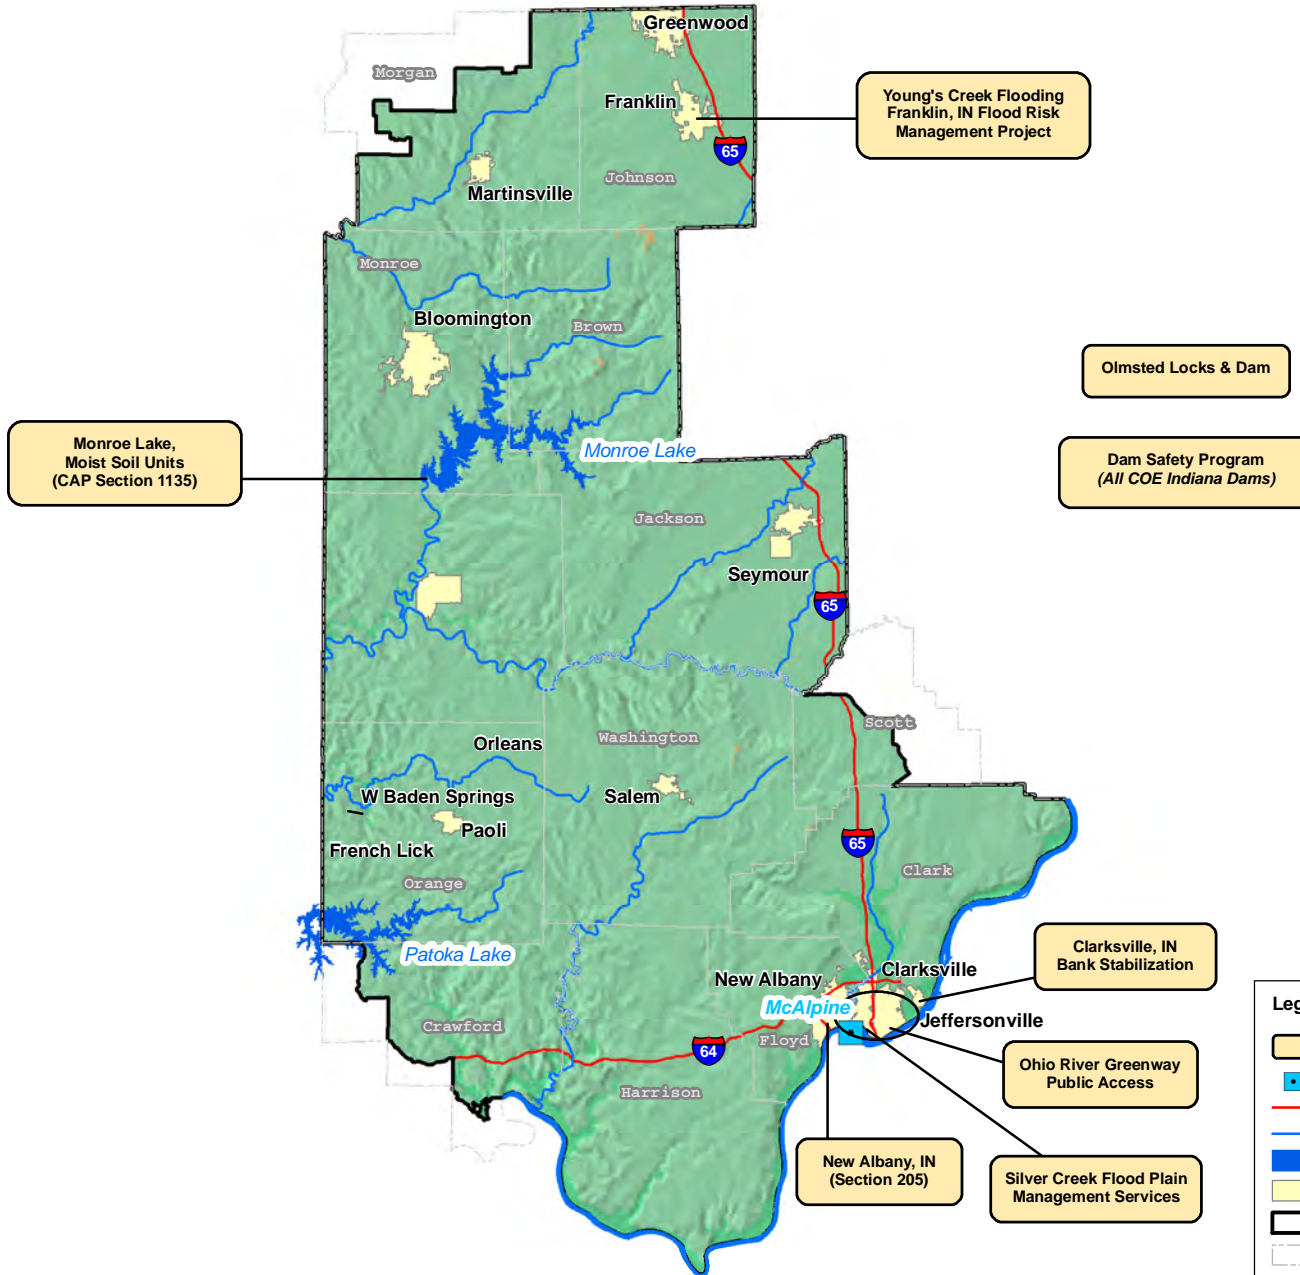 Greenwood
Morgan
Franklin
Young's Creek Flooding
Franklin, IN Flood Risk
Management Project
65
Johnson
Martinsville
Monroe
Bloomington
Brown
Olmsted Locks & Dam
Monroe Lake,
Moist Soil Units
(CAP Section 1135)
Monroe Lake
Dam Safety Program
(All COE Indiana Dams)
Jackson
Seymour
65
Scott
Washington
Orleans
W Baden Springs
Salem
Paoli
French Lick
65
Clark
Orange
Patoka Lake
Clarksville, IN
Bank Stabilization
New Albany
Clarksville
McAlpine
Jeffersonville
Leg
Crawford
Floyd
64
Ohio River Greenway
Public Access
Harrison
New Albany, IN
(Section 205)
Silver Creek Flood Plain
Management Services